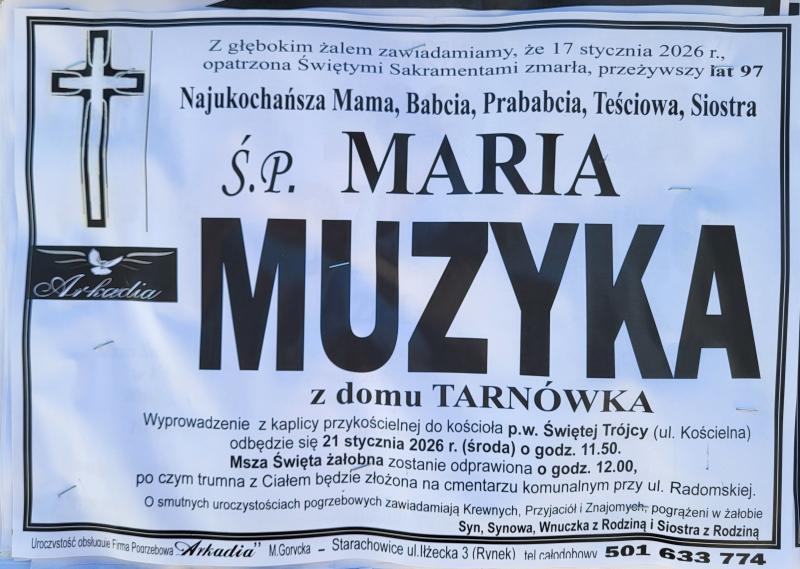 Z głębokim żalem zawiadamiamy, że 17 stycznia 2026 r.,
opatrzona Świętymi Sakramentami zmarła, przeżywszy lat 97
Najukochańsza Mama, Babcia, Prababcia, Teściowa, Siostra
Ś.P. MARIA
MUZYKA
Arkadia
z domu TARNÓWKA
Wyprowadzenie z kaplicy przykościelnej do kościoła p.w. Świętej Trójcy (ul. Kościelna)
odbędzie się 21 stycznia 2026 r. (środa) o godz. 11.50.
Msza Święta żałobna zostanie odprawiona o godz. 12.00,
po czym trumna z Ciałem będzie złożona na cmentarzu komunalnym przy ul. Radomskiej.
O smutnych uroczystościach pogrzebowych zawiadamiają Krewnych, Przyjaciół i Znajomych, pogrążeni w żałobie
Syn, Synowa, Wnuczka z Rodziną i Siostra z Rodziną
Uroczystość obsługuje Firma Pogrzebowa "Arkadia" M.Gorycka – Starachowice ul.Iłżecka 3 (Rynek) tel całodobowy 501 633 774